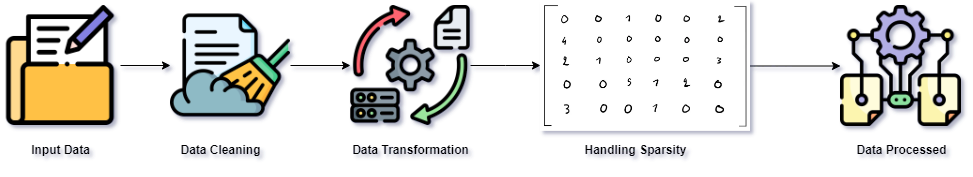 0 0 1 0 0 2
4 0 0 0 0 0
2 1 0 0 0 3
0 0 5 1 2 0
3 0 0 1 0 0
Input Data
Data Cleaning
Data Transformation
Handling Sparsity
Data Processed